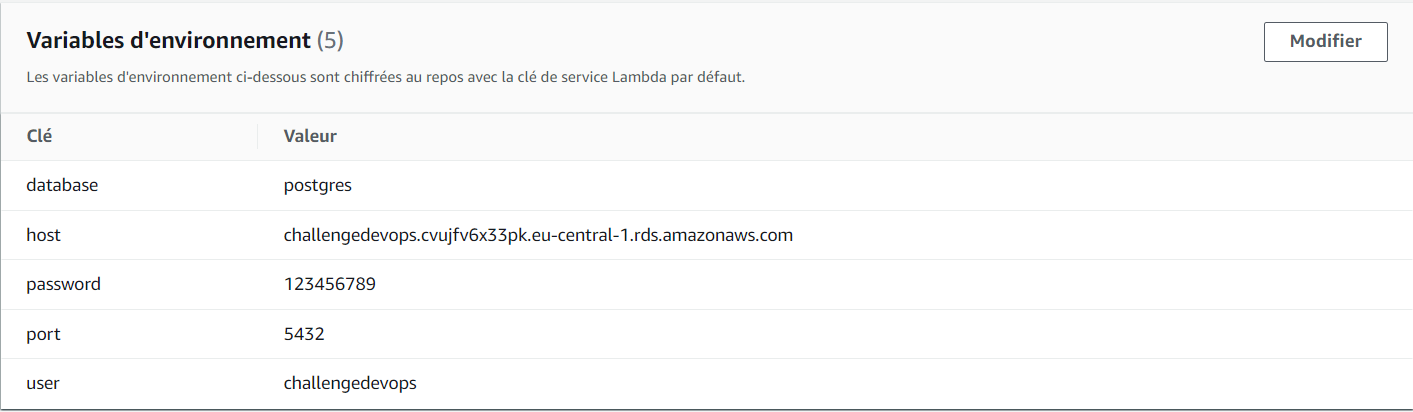 Variables d'environnement (5)
Modifier
Les variables d'environnement ci-dessous sont chiffrées au repos avec la clé de service Lambda par défaut.
Clé Valeur
database postgres
host challengedevops.cvujfv6x33pk.eu-central-1.rds.amazonaws.com
password 123456789
port 5432
user challengedevops